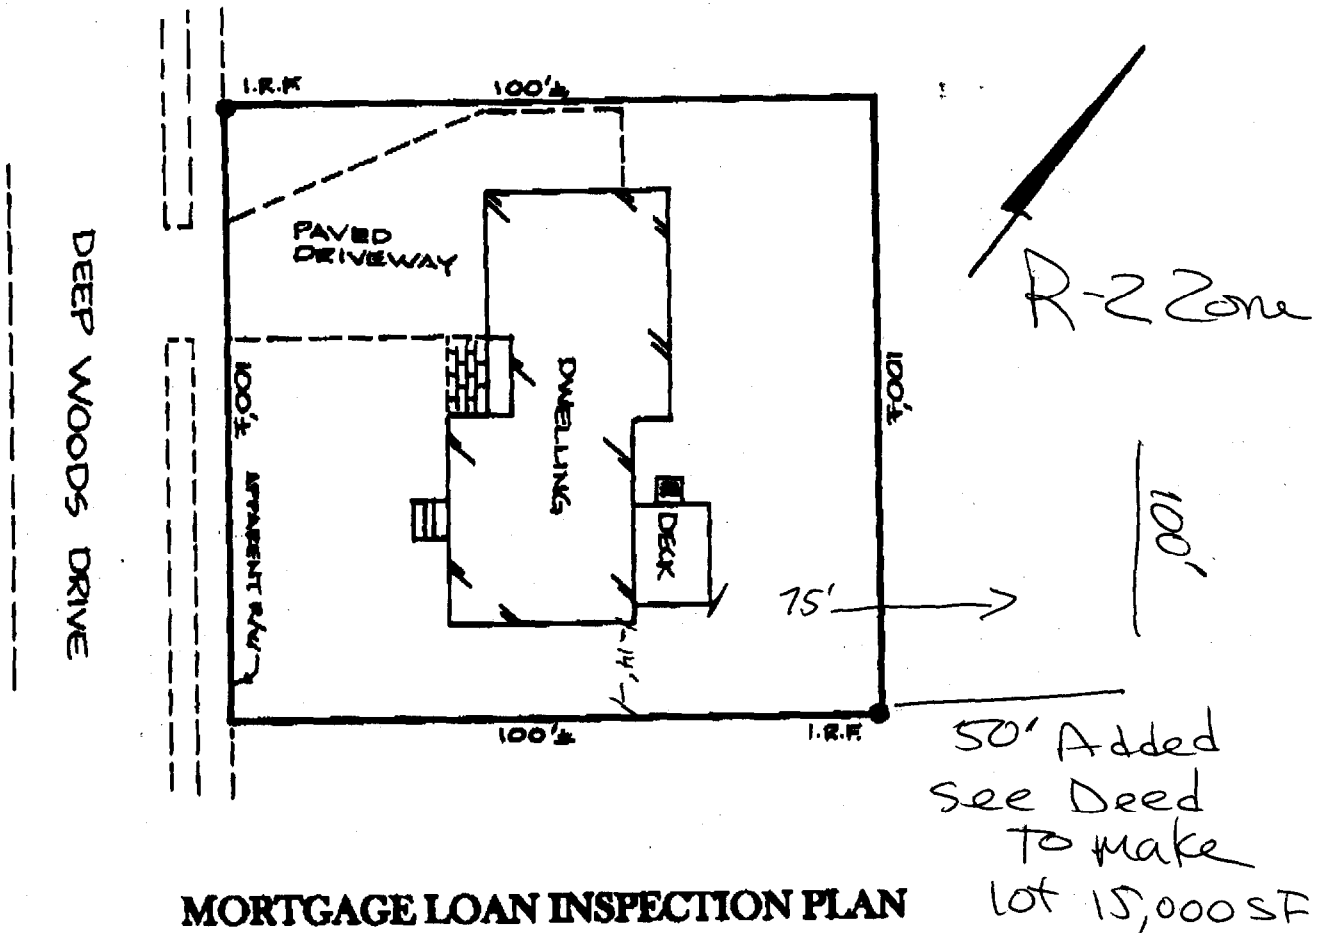 I.R.F.
100'±
PAVED
DRIVEWAY
R-2 Zone
DEEP WOODS DRIVE
100'±
APPARENT R/W
DWELLING
DECK
100'±
100'
75'
14'
100'±
I.R.F.
50' Added
See Deed
To make
lot 15,000 SF
MORTGAGE LOAN INSPECTION PLAN